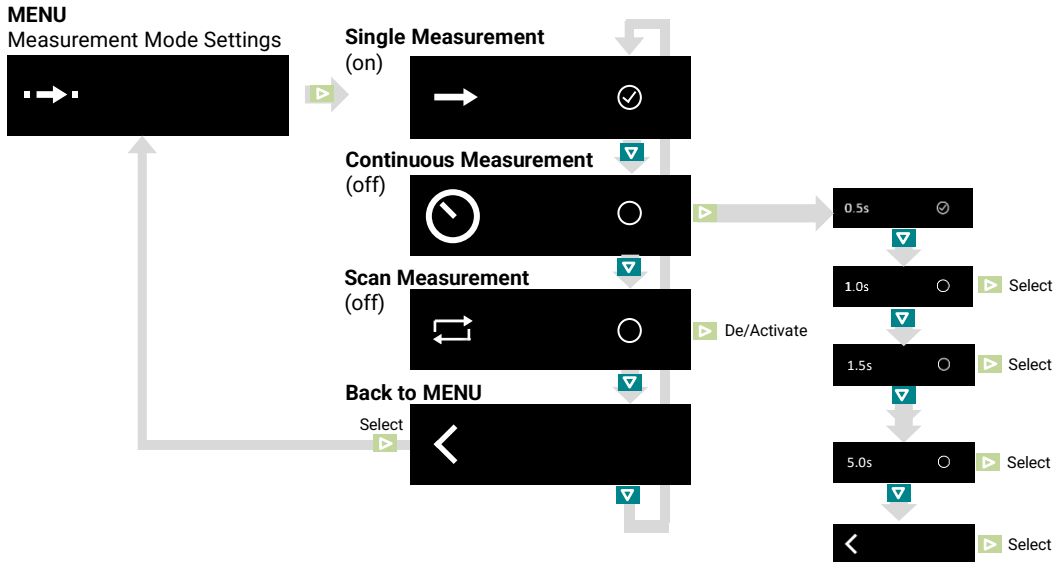 MENU
Measurement Mode Settings
Single Measurement
(on)
Continuous Measurement
(off)
Scan Measurement
(off)
De/Activate
Back to MENU
Select
0.5s
1.0s
Select
1.5s
Select
5.0s
Select
Select